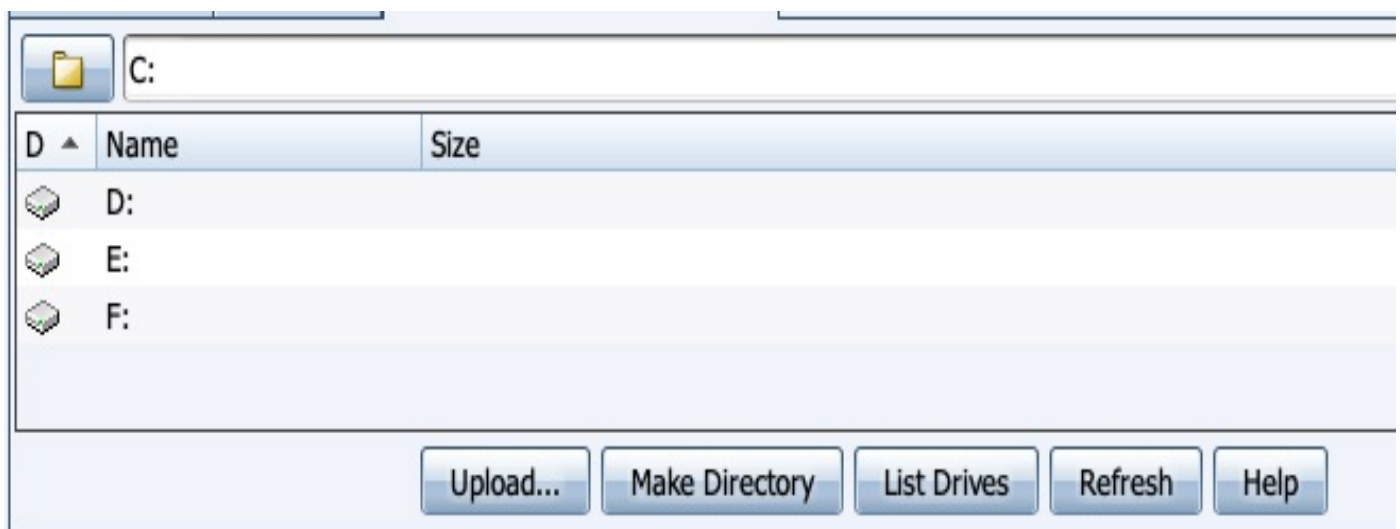 C:
D Name Size
D:
E:
F:
Upload... Make Directory List Drives Refresh Help